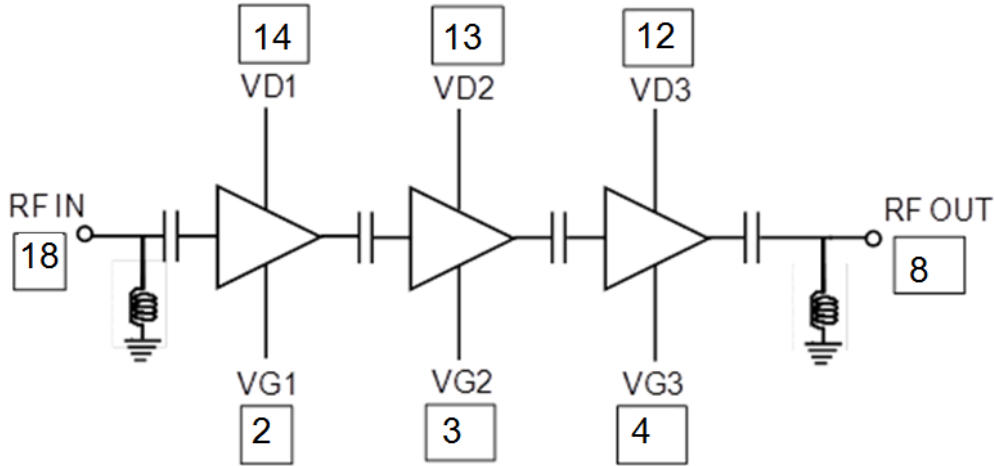 14 13 12
VD1 VD2 VD3
RF IN RF OUT
18 8
VG1 VG2 VG3
2 3 4